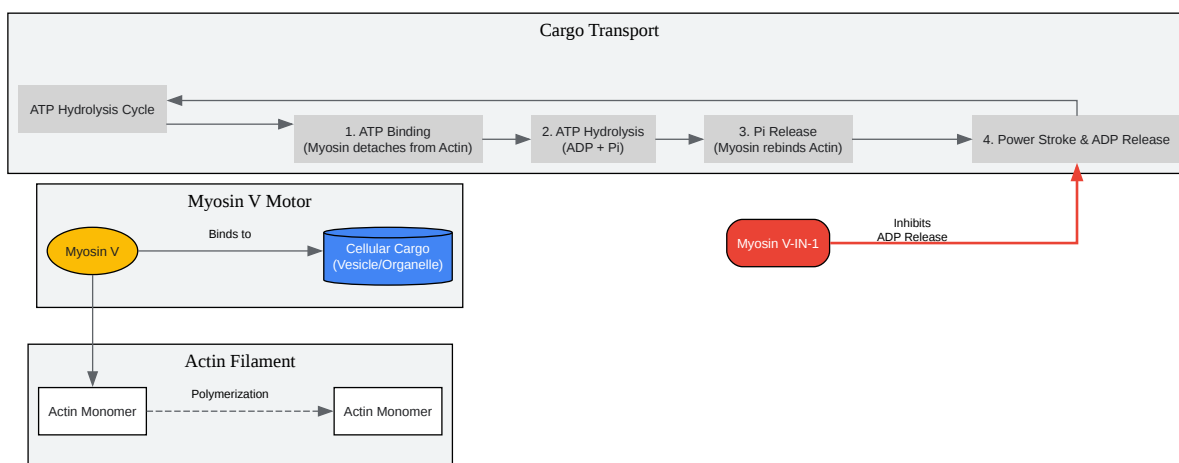 Cargo Transport
ATP Hydrolysis Cycle
1. ATP Binding
(Myosin detaches from Actin)
2. ATP Hydrolysis
(ADP + Pi)
3. Pi Release
(Myosin rebinds Actin)
4. Power Stroke & ADP Release
Myosin V Motor
Myosin V
Binds to
Cellular Cargo
(Vesicle/Organelle)
Myosin V-IN-1
Inhibits
ADP Release
Actin Filament
Actin Monomer
Polymerization
Actin Monomer